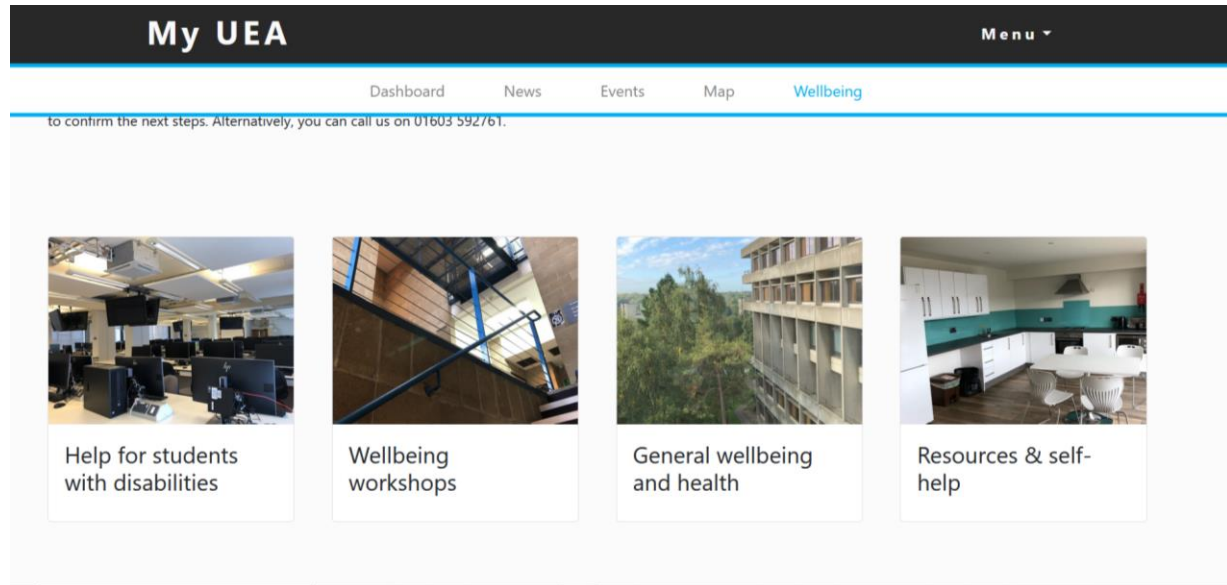 My UEA
Menu
Dashboard News Events Map Wellbeing
to confirm the next steps. Alternatively, you can call us on 01603 592761.
Help for students
with disabilities
Wellbeing
workshops
General wellbeing
and health
Resources & self-
help